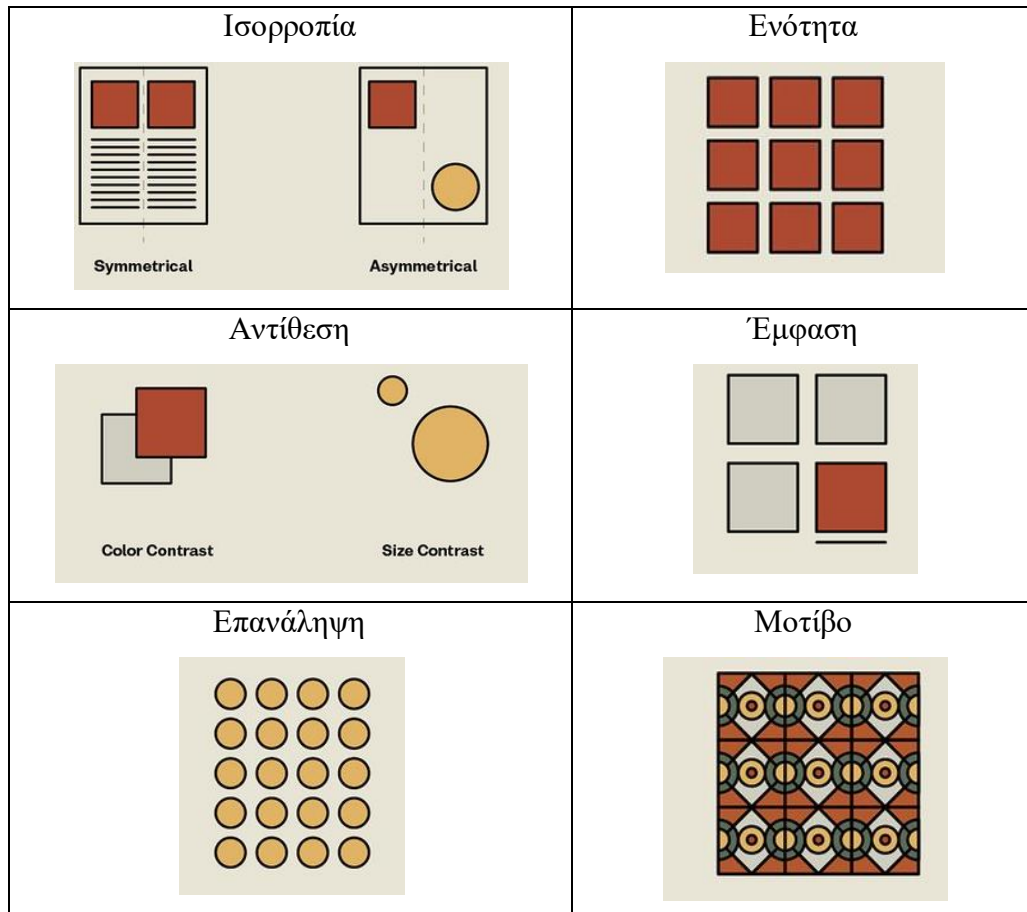 Ισορροπία
Symmetrical
Asymmetrical
Ενότητα
Αντίθεση
Color Contrast
Size Contrast
Έμφαση
Επανάληψη
Μοτίβο